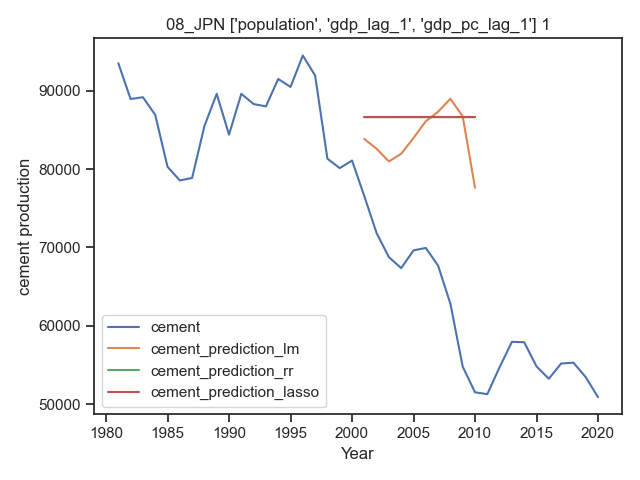 08_JPN ['population', 'gdp_lag_1', 'gdp_pc_lag_1'] 1
cement production
90000
80000
70000
60000
50000
cement
cement_prediction_lm
cement_prediction_rr
cement_prediction_lasso
1980 1985 1990 1995 2000 2005 2010 2015 2020
Year